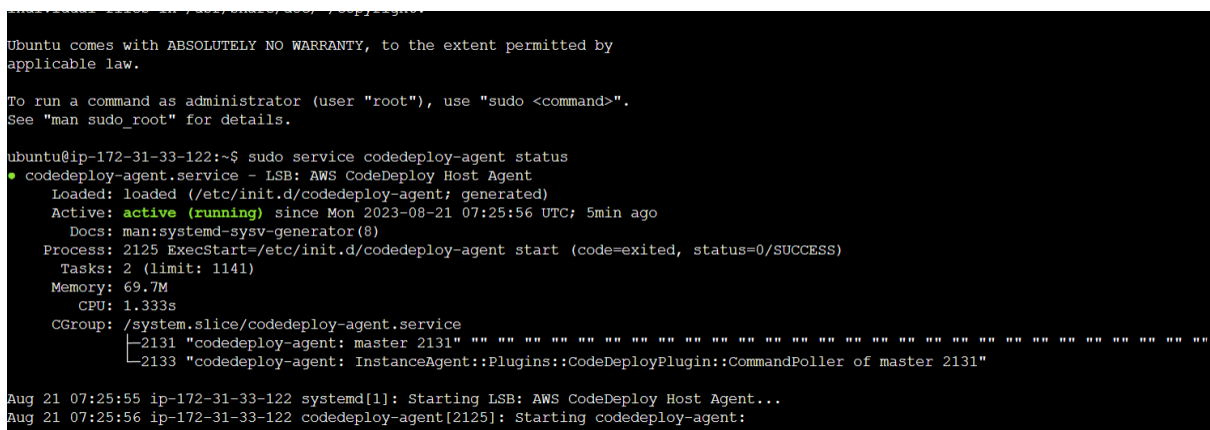 Ubuntu comes with ABSOLUTELY NO WARRANTY, to the extent permitted by
applicable law.
To run a command as administrator (user "root"), use "sudo <command>".
See "man sudo_root" for details.
ubuntu@ip-172-31-33-122:~$ sudo service codedeploy-agent status
● codedeploy-agent.service - LSB: AWS CodeDeploy Host Agent
Loaded: loaded (/etc/init.d/codedeploy-agent; generated)
Active: active (running) since Mon 2023-08-21 07:25:56 UTC; 5min ago
Docs: man:systemd-sysv-generator(8)
Process: 2125 ExecStart=/etc/init.d/codedeploy-agent start (code=exited, status=0/SUCCESS)
Tasks: 2 (limit: 1141)
Memory: 69.7M
CPU: 1.333s
CGroup: /system.slice/codedeploy-agent.service
├─2131 "codedeploy-agent: master 2131" "" "" "" "" "" "" "" "" "" "" "" "" "" "" "" "" "" "" "" "" "" "" "" "" "" "" "" ""
└─2133 "codedeploy-agent: InstanceAgent::Plugins::CodeDeployPlugin::CommandPoller of master 2131"
Aug 21 07:25:55 ip-172-31-33-122 systemd[1]: Starting LSB: AWS CodeDeploy Host Agent...
Aug 21 07:25:56 ip-172-31-33-122 codedeploy-agent[2125]: Starting codedeploy-agent: